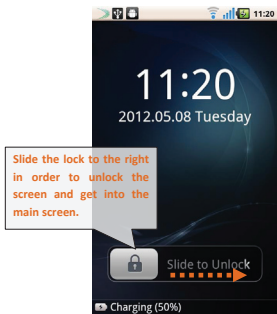 11:20
11:20
2012.05.08 Tuesday
Slide the lock to the right
in order to unlock the
screen and get into the
main screen.
Slide to Unlock
Charging (50%)